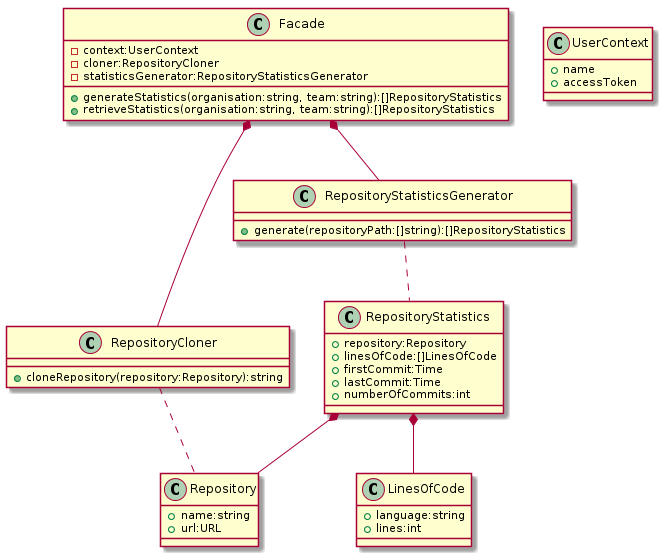 C Facade
context:UserContext
cloner:RepositoryCloner
statisticsGenerator:RepositoryStatisticsGenerator
generateStatistics(organisation:string, team:string):[]RepositoryStatistics
retrieveStatistics(organisation:string, team:string):[]RepositoryStatistics
C UserContext
name
accessToken
C RepositoryStatisticsGenerator
generate(repositoryPath:[]string):[]RepositoryStatistics
C RepositoryCloner
cloneRepository(repository:Repository):string
C RepositoryStatistics
repository:Repository
linesOfCode:[]LinesOfCode
firstCommit:Time
lastCommit:Time
numberOfCommits:int
C Repository
name:string
url:URL
C LinesOfCode
language:string
lines:int